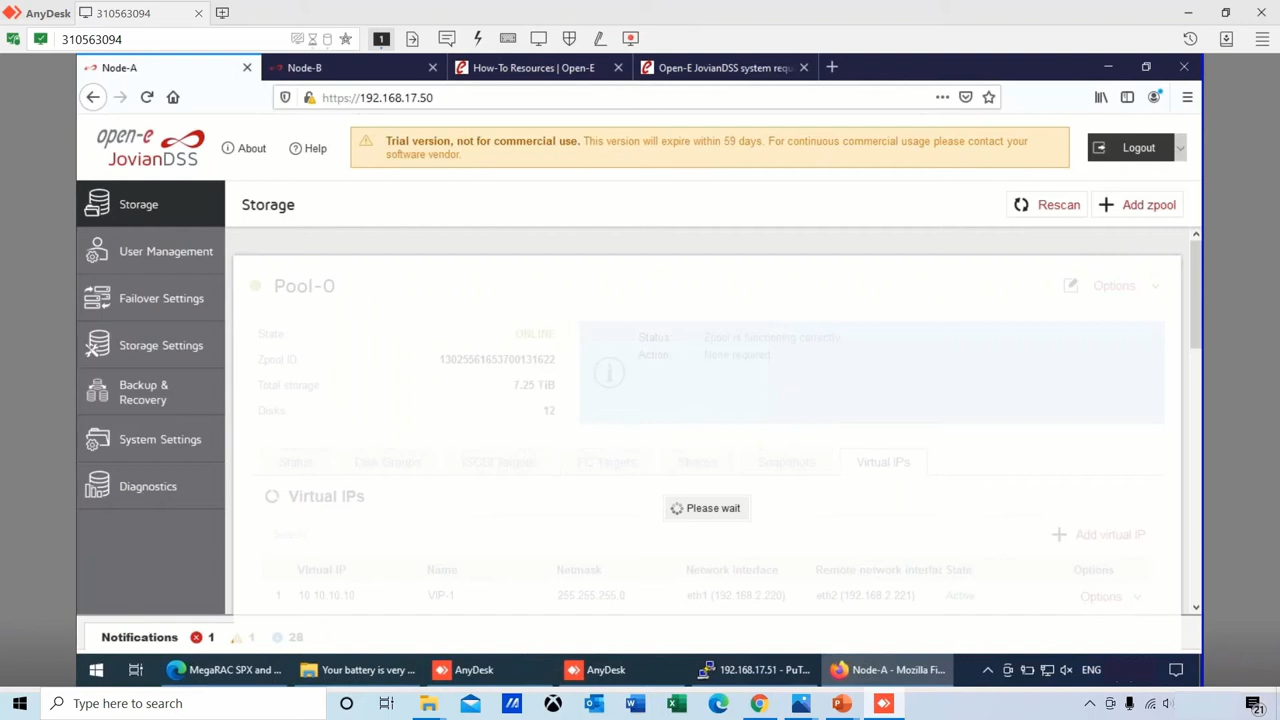 AnyDesk
310563094
310563094
1
Node-A
Node-B
How-To Resources | Open-E
Open-E JovianDSS system requ
https://192.168.17.50
open-e
JovianDSS
About
Help
Trial version, not for commercial use. This version will expire within 59 days. For continuous commercial usage please contact your
software vendor.
Logout
Storage
User Management
Failover Settings
Storage Settings
Backup &
Recovery
System Settings
Diagnostics
Storage
Rescan
Add zpool
Pool-0
Options
State:
ONLINE
Zpool ID:
13025561653700131622
Total storage
7.25 TiB
Disks:
12
Status:
Zpool is functioning correctly.
Action:
None required.
Status
Disk Groups
iSCSI Targets
FC Targets
Shares
Snapshots
Virtual IPs
Virtual IPs
Please wait
Search
Add virtual IP
Virtual IP
Name
Netmask
Network Interface
Remote network interfac
State
Options
1
10.10.10.10
VIP-1
255.255.255.0
eth1 (192.168.2.220)
eth2 (192.168.2.221)
Active
Options
Notifications
1
1
28
MegaRAC SPX and ...
Your battery is very ...
AnyDesk
AnyDesk
192.168.17.51 - PuT...
Node-A - Mozilla Fi...
ENG
Type here to search
21